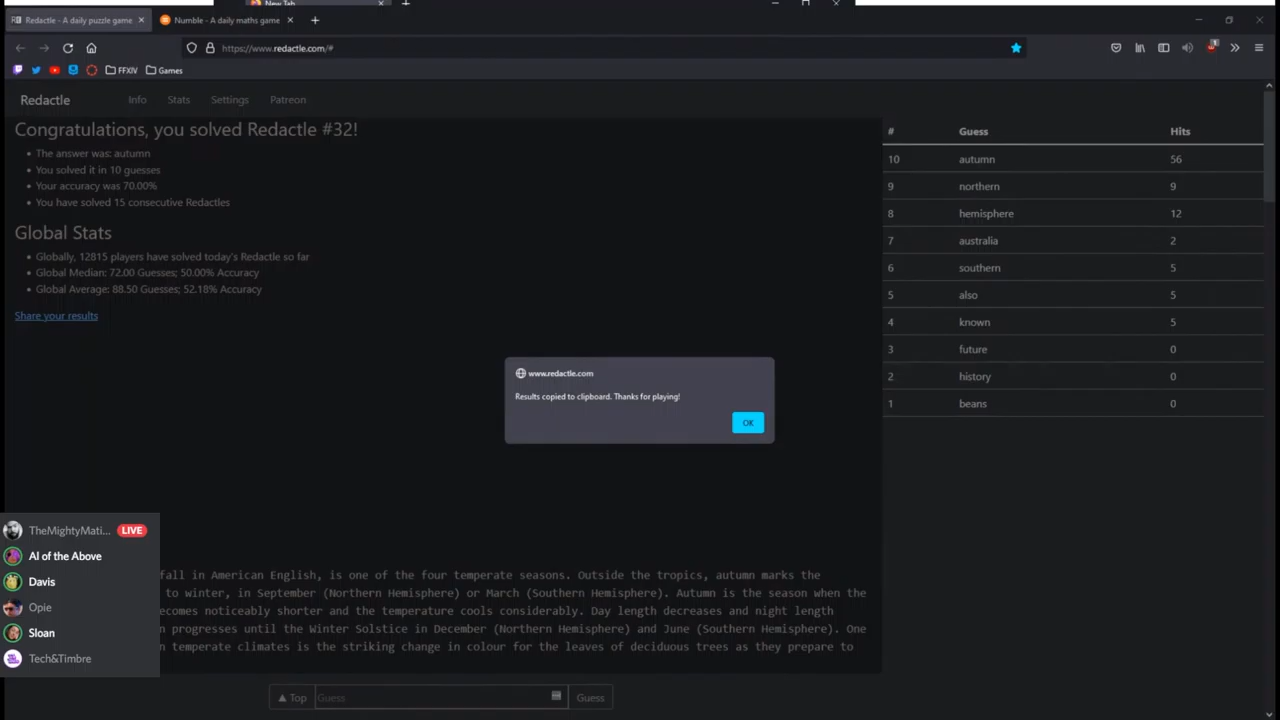 New Tab
Redactle - A daily puzzle game
Numble - A daily maths game
https://www.redactle.com/#
FFXIV
Games
Redactle Info Stats Settings Patreon
Congratulations, you solved Redactle #32!
The answer was: autumn
You solved it in 10 guesses
Your accuracy was 70.00%
You have solved 15 consecutive Redactles
Global Stats
Globally, 12815 players have solved today's Redactle so far
Global Median: 72.00 Guesses; 50.00% Accuracy
Global Average: 88.50 Guesses; 52.18% Accuracy
Share your results
# Guess Hits
10 autumn 56
9 northern 9
8 hemisphere 12
7 australia 2
6 southern 5
5 also 5
4 known 5
3 future 0
2 history 0
1 beans 0
www.redactle.com
Results copied to clipboard. Thanks for playing!
OK
TheMightyMati... LIVE
Al of the Above
Davis
Opie
Sloan
Tech&Timbre
fall in American English, is one of the four temperate seasons. Outside the tropics, autumn marks the
to winter, in September (Northern Hemisphere) or March (Southern Hemisphere). Autumn is the season when the
ecomes noticeably shorter and the temperature cools considerably. Day length decreases and night length
n progresses until the Winter Solstice in December (Northern Hemisphere) and June (Southern Hemisphere). One
n temperate climates is the striking change in colour for the leaves of deciduous trees as they prepare to
▲ Top Guess Guess